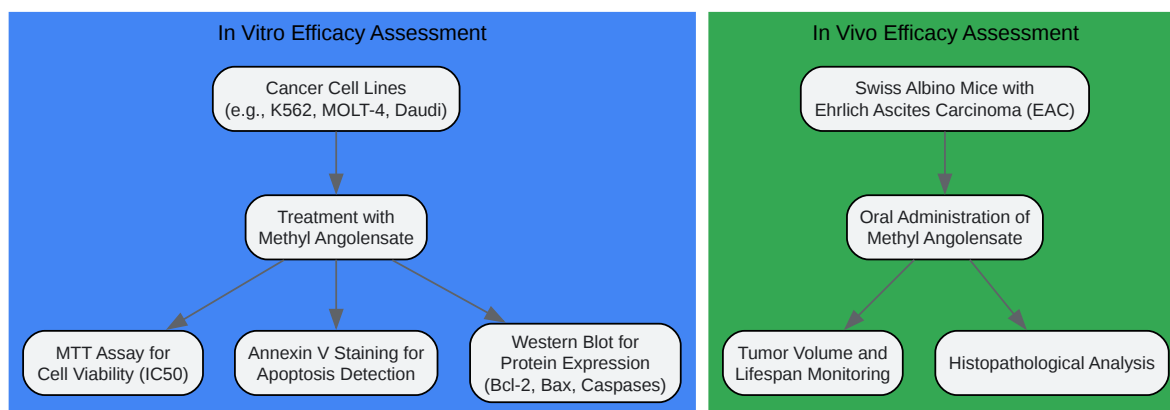 In Vitro Efficacy Assessment
Cancer Cell Lines
(e.g., K562, MOLT-4, Daudi)
Treatment with
Methyl Angolensate
MTT Assay for
Cell Viability (IC50)
Annexin V Staining for
Apoptosis Detection
Western Blot for
Protein Expression
(Bcl-2, Bax, Caspases)
In Vivo Efficacy Assessment
Swiss Albino Mice with
Ehrlich Ascites Carcinoma (EAC)
Oral Administration of
Methyl Angolensate
Tumor Volume and
Lifespan Monitoring
Histopathological Analysis